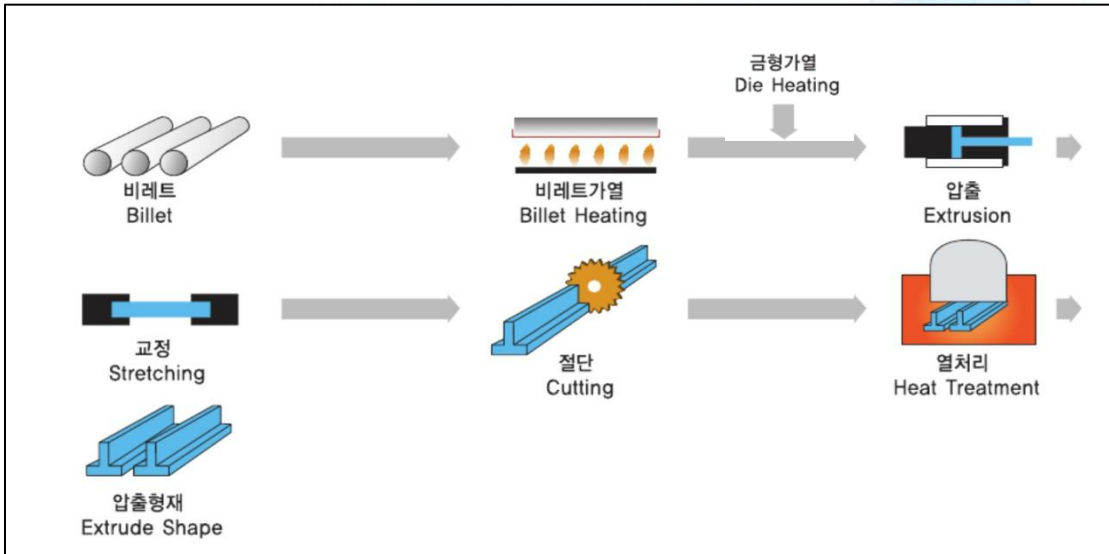 금형가열
Die Heating
비레트
Billet
비레트가열
Billet Heating
압출
Extrusion
교정
Stretching
절단
Cutting
열처리
Heat Treatment
압출형재
Extrude Shape